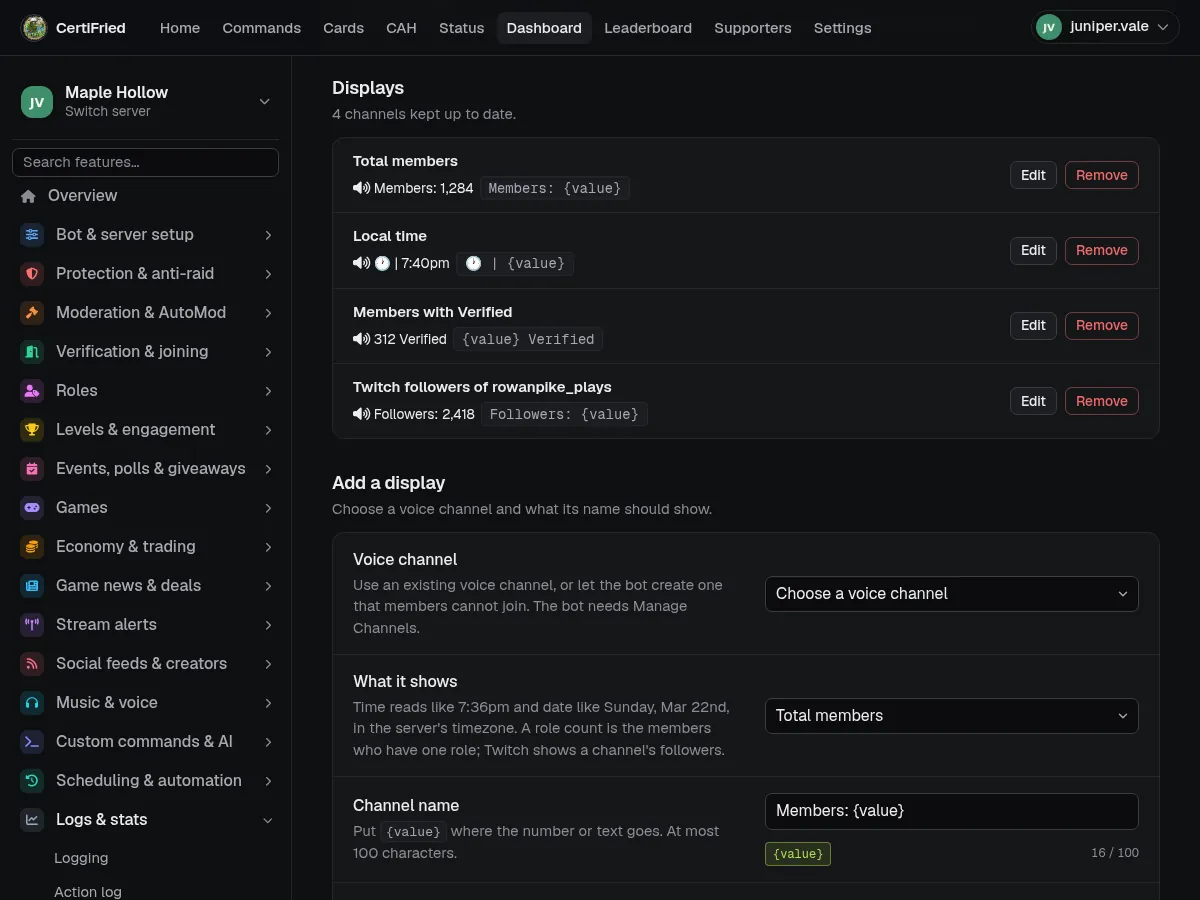 CertiFried
Home
Commands
Cards
CAH
Status
Dashboard
Leaderboard
Supporters
Settings
JV
juniper.vale
JV
Maple Hollow
Switch server
Search features...
Overview
Bot & server setup
Protection & anti-raid
Moderation & AutoMod
Verification & joining
Roles
Levels & engagement
Events, polls & giveaways
Games
Economy & trading
Game news & deals
Stream alerts
Social feeds & creators
Music & voice
Custom commands & AI
Scheduling & automation
Logs & stats
Logging
Action log
Displays
4 channels kept up to date.
Total members
Members: 1,284 Members: {value}
Edit
Remove
Local time
🕐 | 7:40pm 🕐 | {value}
Edit
Remove
Members with Verified
312 Verified {value} Verified
Edit
Remove
Twitch followers of rowanpike_plays
Followers: 2,418 Followers: {value}
Edit
Remove
Add a display
Choose a voice channel and what its name should show.
Voice channel
Use an existing voice channel, or let the bot create one
that members cannot join. The bot needs Manage
Channels.
Choose a voice channel
What it shows
Time reads like 7:36pm and date like Sunday, Mar 22nd,
in the server's timezone. A role count is the members
who have one role; Twitch shows a channel's followers.
Total members
Channel name
Put {value} where the number or text goes. At most
100 characters.
Members: {value}
{value}
16 / 100